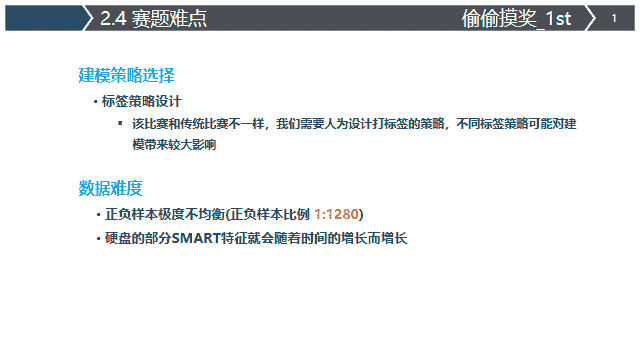 2.4 赛题难点
偷偷摸奖_1st
1
建模策略选择
• 标签策略设计
▪ 该比赛和传统比赛不一样，我们需要人为设计打标签的策略，不同标签策略可能对建
模带来较大影响
数据难度
• 正负样本极度不均衡(正负样本比例 1:1280)
• 硬盘的部分SMART特征就会随着时间的增长而增长